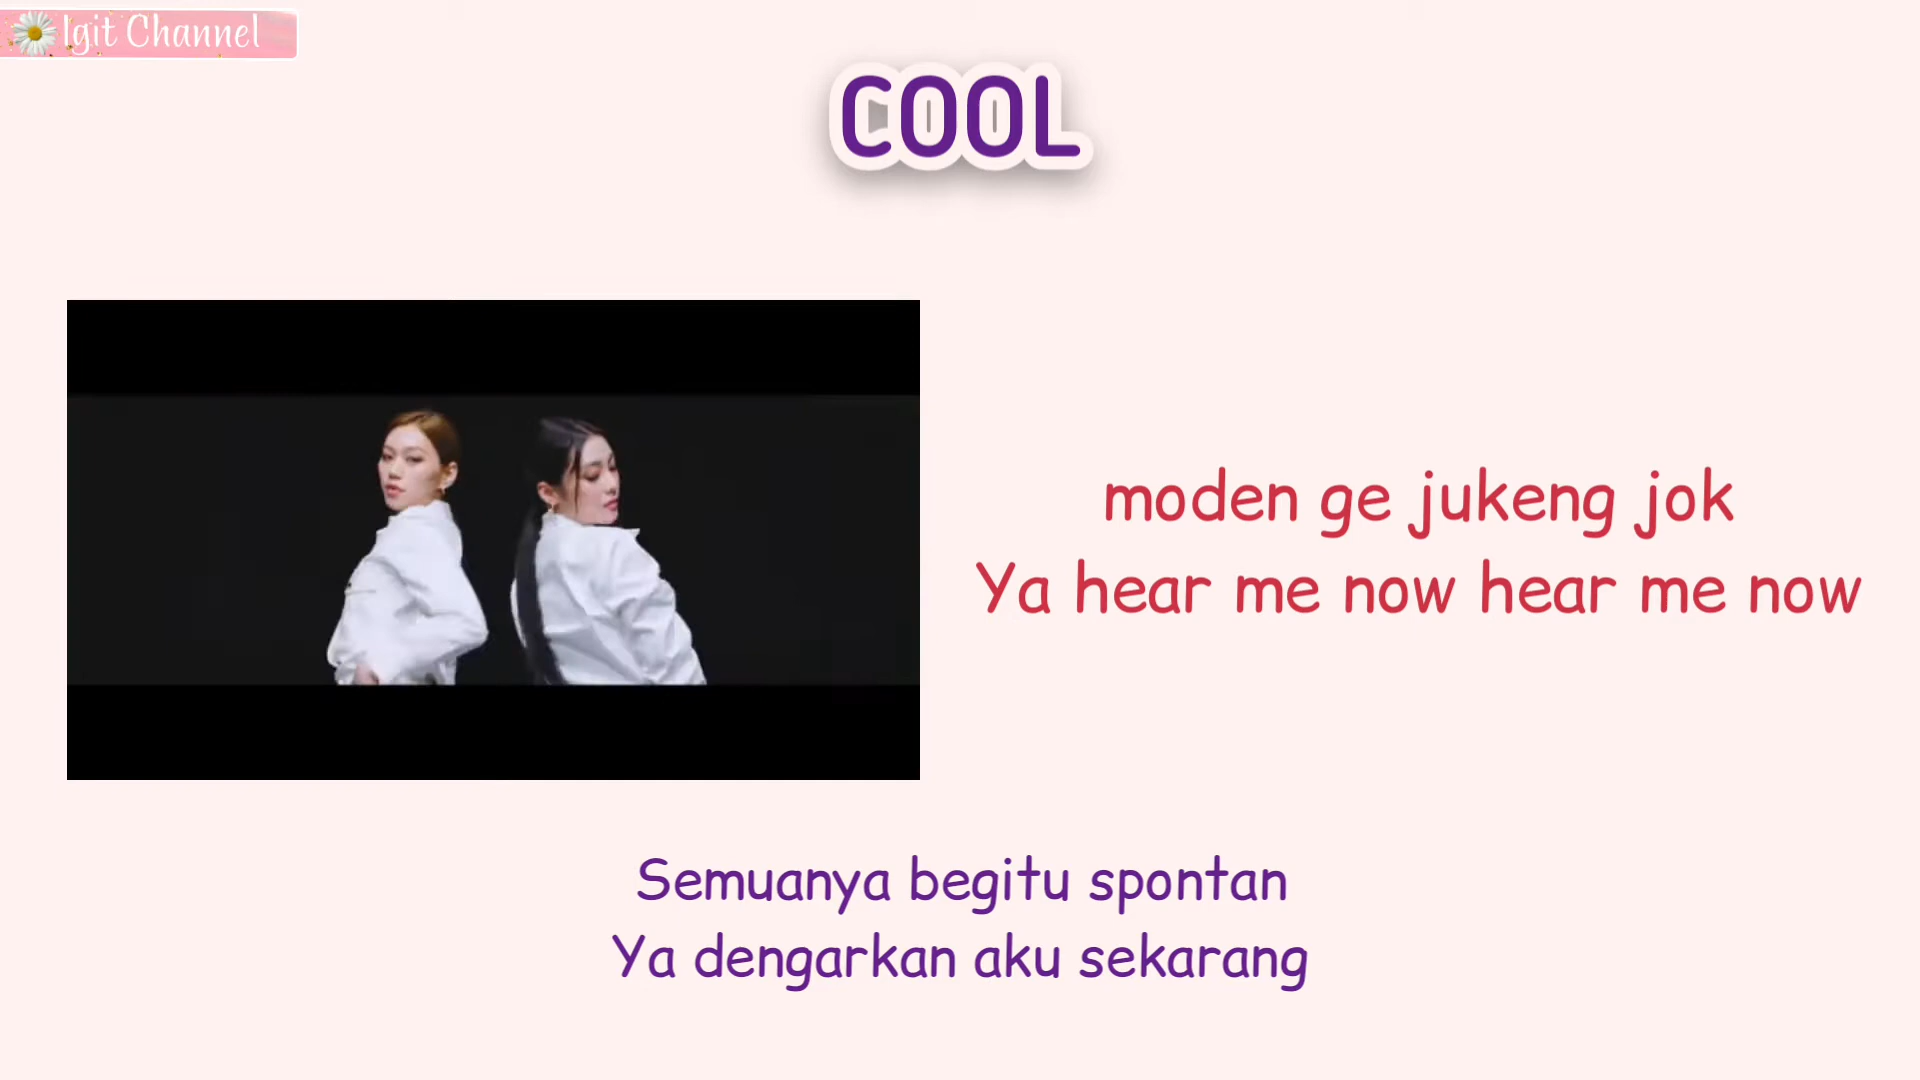 Igit Channel
COOL
moden ge jukeng jok
Ya hear me now hear me now
Semuanya begitu spontan
Ya dengarkan aku sekarang